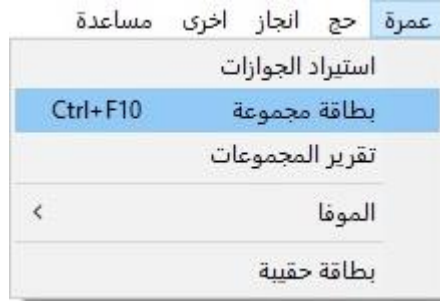 عمرة حج انجاز اخرى مساعدة
استيراد الجوازات
بطاقة مجموعة Ctrl+F10
تقرير المجموعات
الموفا
بطاقة حقيبة